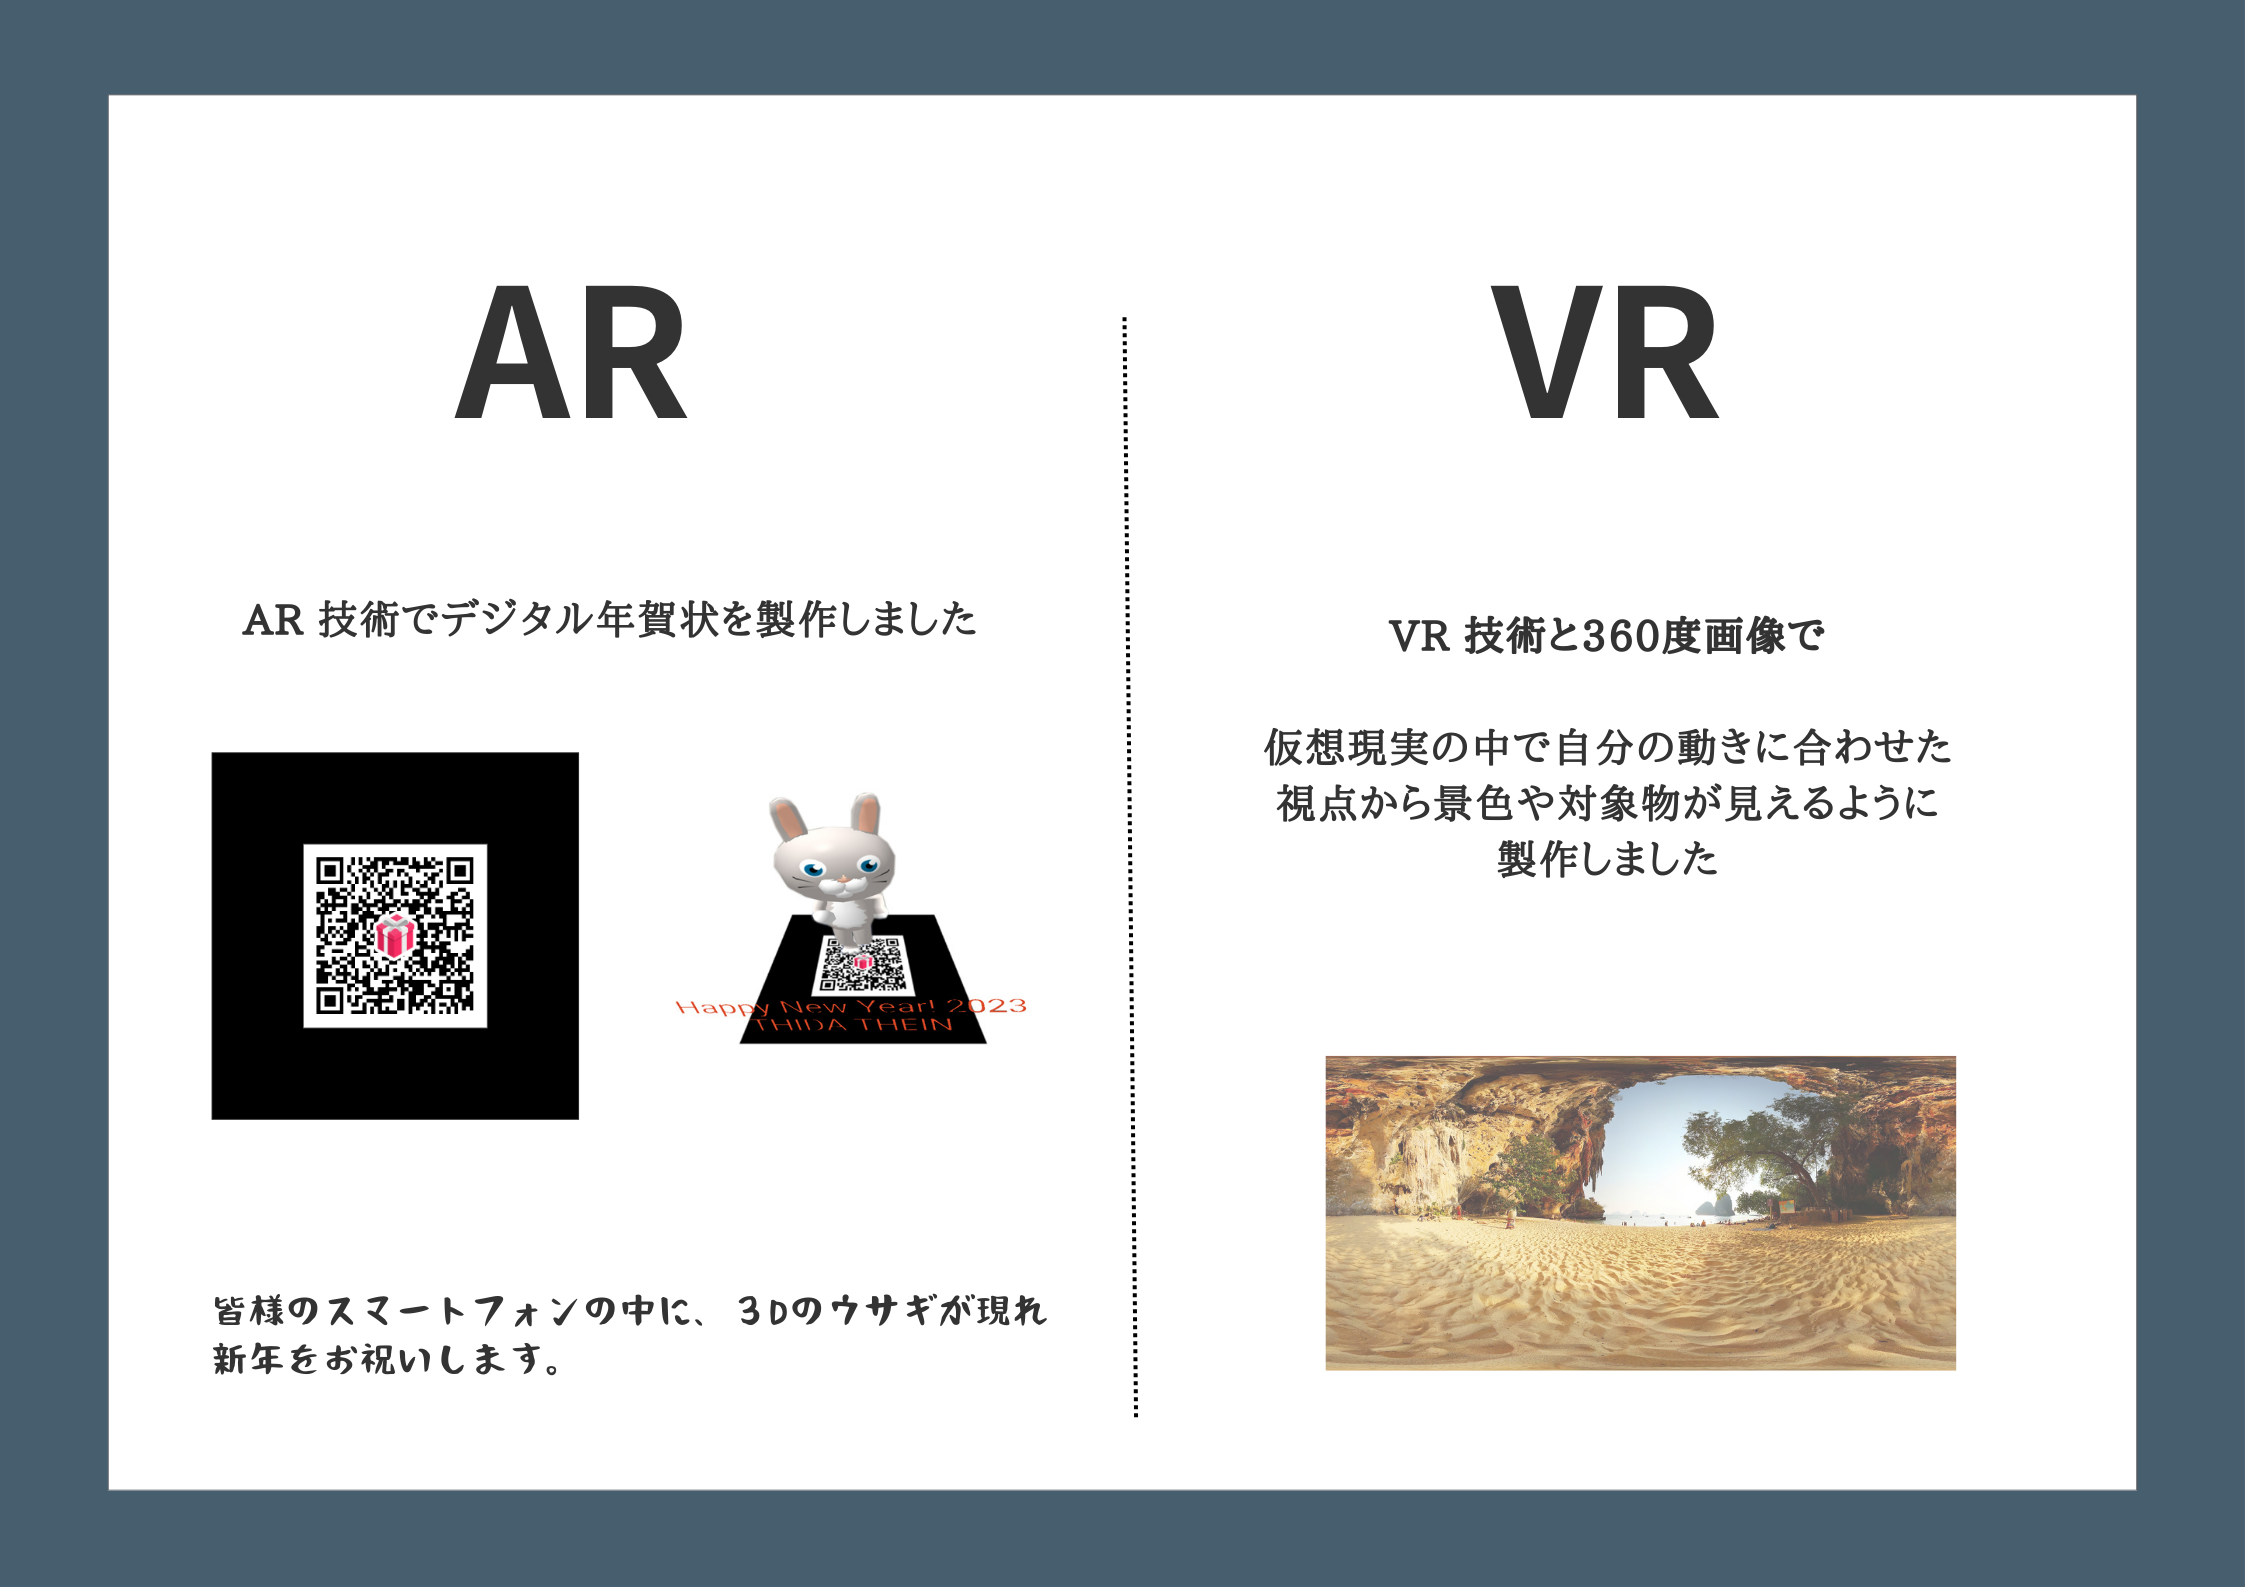 AR
AR 技術でデジタル年賀状を製作しました
Happy New Year! 2023
THIDA THEIN
皆様のスマートフォンの中に、 3Dのウサギが現れ
新年をお祝いします。
VR
VR 技術と360度画像で
仮想現実の中で自分の動きに合わせた
視点から景色や対象物が見えるように
製作しました